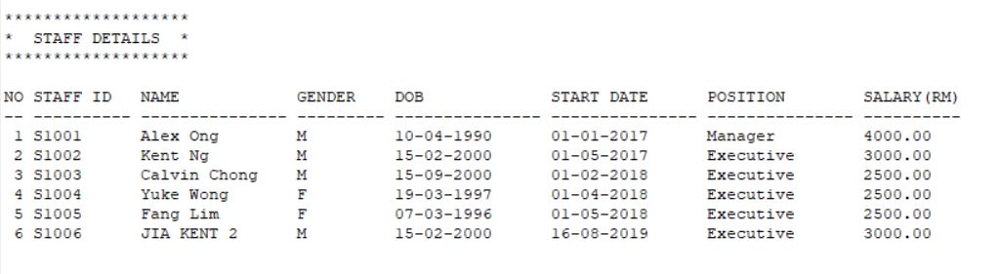 *******************
*  STAFF DETAILS  *
*******************
NO STAFF ID   NAME            GENDER    DOB             START DATE      POSITION        SALARY(RM)
-- ---------- --------------- --------- --------------- --------------- --------------- ----------
 1 S1001      Alex Ong        M         10-04-1990      01-01-2017      Manager         4000.00
 2 S1002      Kent Ng         M         15-02-2000      01-05-2017      Executive       3000.00
 3 S1003      Calvin Chong    M         15-09-2000      01-02-2018      Executive       2500.00
 4 S1004      Yuke Wong       F         19-03-1997      01-04-2018      Executive       2500.00
 5 S1005      Fang Lim        F         07-03-1996      01-05-2018      Executive       2500.00
 6 S1006      JIA KENT 2      M         15-02-2000      16-08-2019      Executive       3000.00